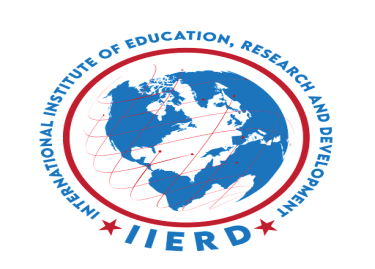 INTERNATIONAL INSTITUTE OF EDUCATION, RESEARCH AND DEVELOPMENT
IIERD